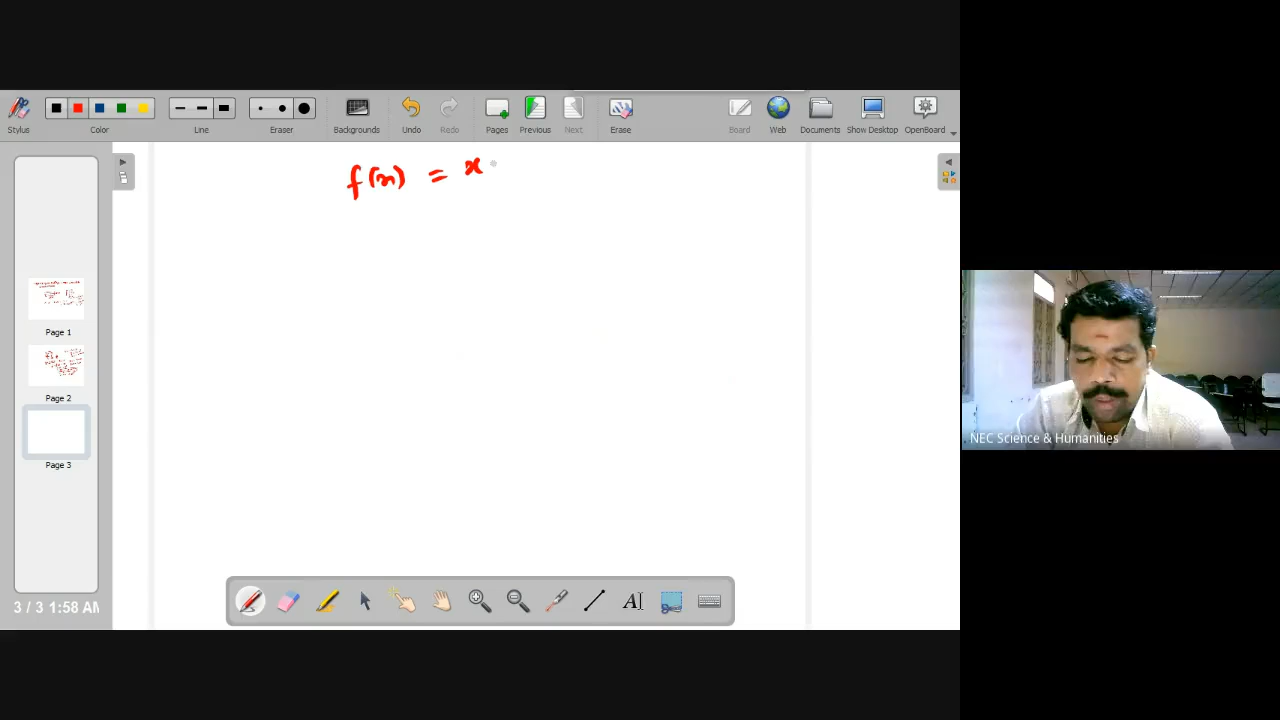 Stylus
Color
Line
Eraser
Backgrounds
Undo
Redo
Pages
Previous
Next
Erase
Board
Web
Documents
Show Desktop
OpenBoard
f(x) = x
Page 1
Page 2
Page 3
3 / 3 1:58 AM
NEC Science & Humanities